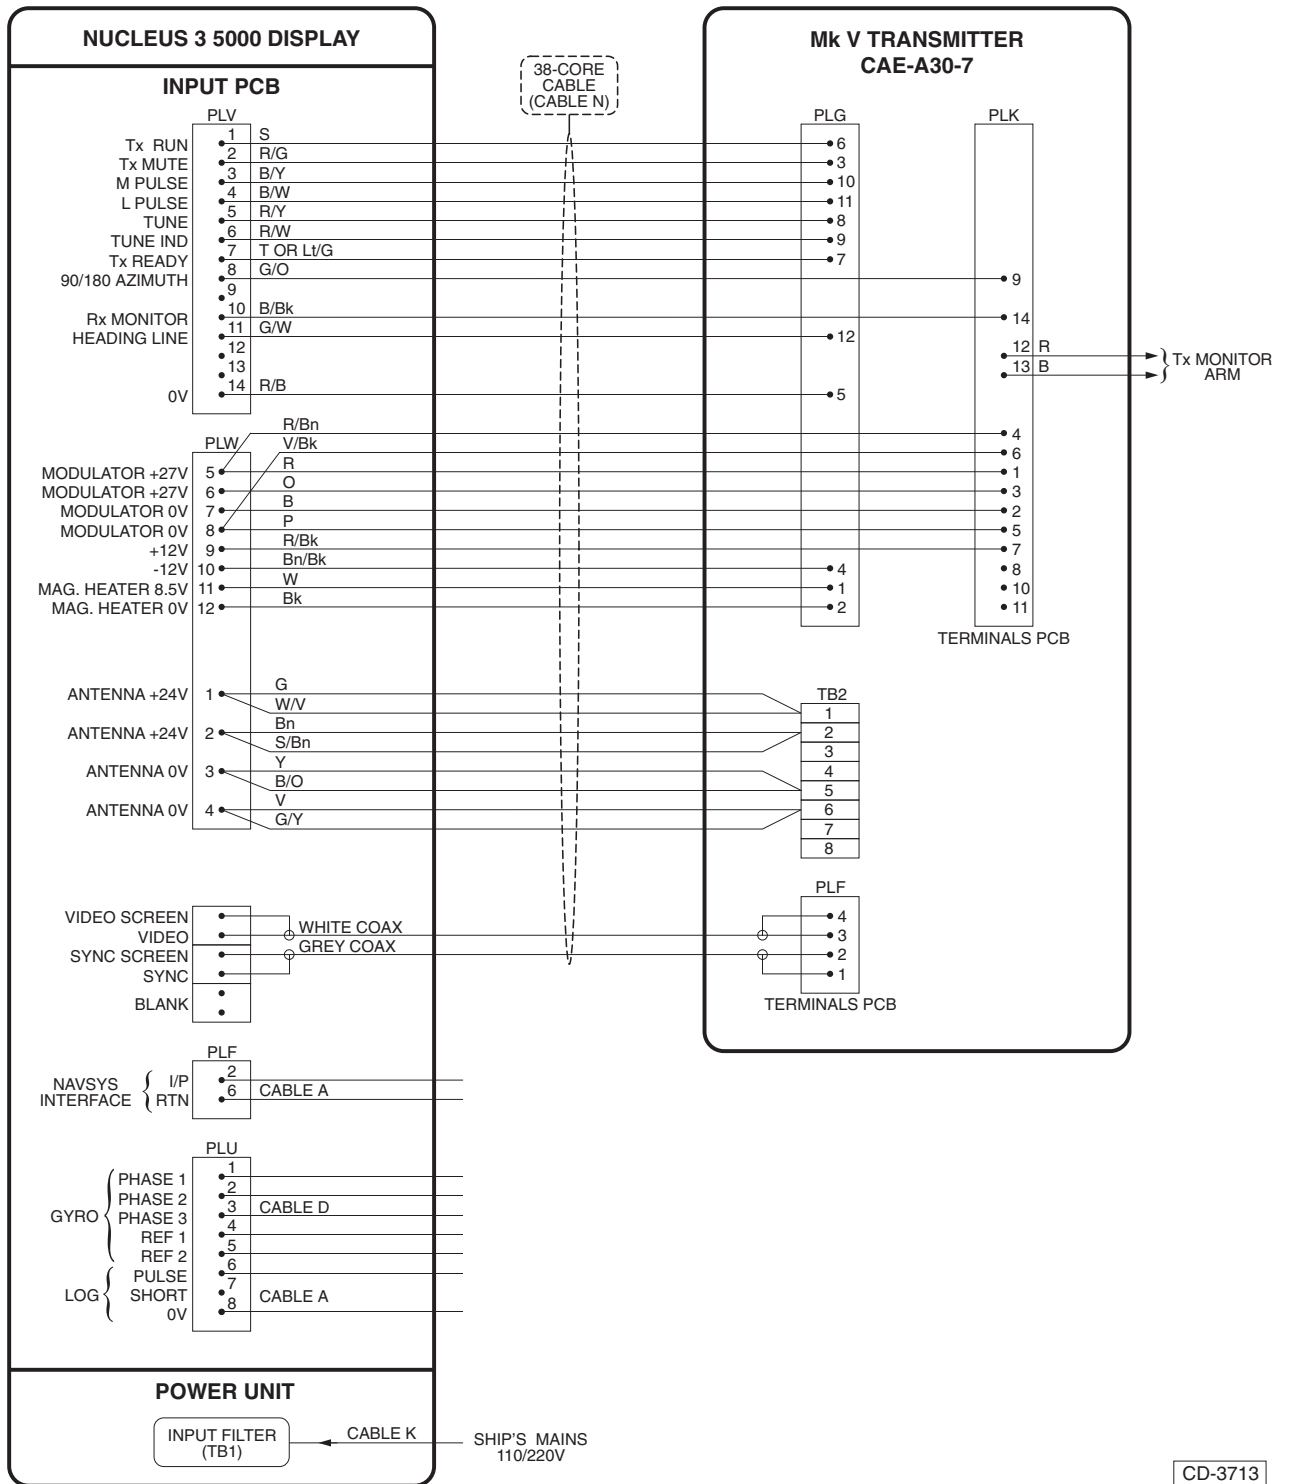 NUCLEUS 3 5000 DISPLAY
INPUT PCB
38-CORE
CABLE
(CABLE N)
Mk V TRANSMITTER
CAE-A30-7
PLV
PLG
PLK
Tx RUN 1 S 6
Tx MUTE 2 R/G 3
M PULSE 3 B/Y 10
L PULSE 4 B/W 11
TUNE 5 R/Y 8
TUNE IND 6 R/W 9
Tx READY 7 T OR Lt/G 7
90/180 AZIMUTH 8 G/O 9
9
Rx MONITOR 10 B/Bk 14
HEADING LINE 11 G/W 12
12
13
12 R
13 B
Tx MONITOR
ARM
0V 14 R/B 5
PLW
R/Bn 4
V/Bk 6
MODULATOR +27V 5 R 1
MODULATOR +27V 6 O 3
MODULATOR 0V 7 B 2
MODULATOR 0V 8 P 5
+12V 9 R/Bk 7
-12V 10 Bn/Bk 4 8
MAG. HEATER 8.5V 11 W 1 10
MAG. HEATER 0V 12 Bk 2 11
TERMINALS PCB
ANTENNA +24V 1 G
W/V
ANTENNA +24V 2 Bn
S/Bn
ANTENNA 0V 3 Y
B/O
ANTENNA 0V 4 V
G/Y
TB2
1
2
3
4
5
6
7
8
PLF
VIDEO SCREEN 4
VIDEO WHITE COAX 3
SYNC SCREEN GREY COAX 2
SYNC 1
BLANK
TERMINALS PCB
PLF
NAVSYS
INTERFACE
I/P 2
RTN 6 CABLE A
PLU
GYRO
PHASE 1 1
PHASE 2 2
PHASE 3 3 CABLE D
REF 1 4
REF 2 5
LOG
PULSE 6
SHORT 7
0V 8 CABLE A
POWER UNIT
INPUT FILTER
(TB1)
CABLE K
SHIP'S MAINS
110/220V
CD-3713